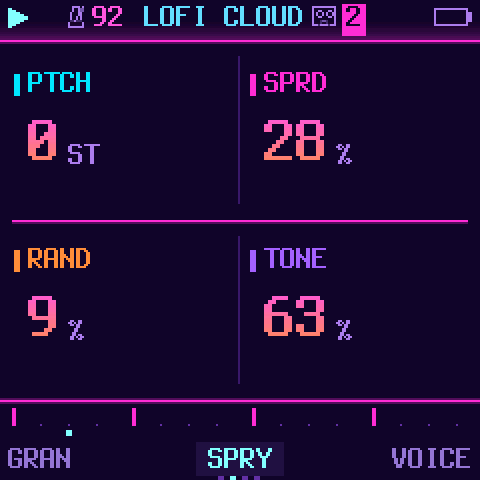 92 LOFI CLOUD 2
PTCH SPRD
0 ST 28 %
RAND TONE
9 % 63 %
GRAN SPRY VOICE